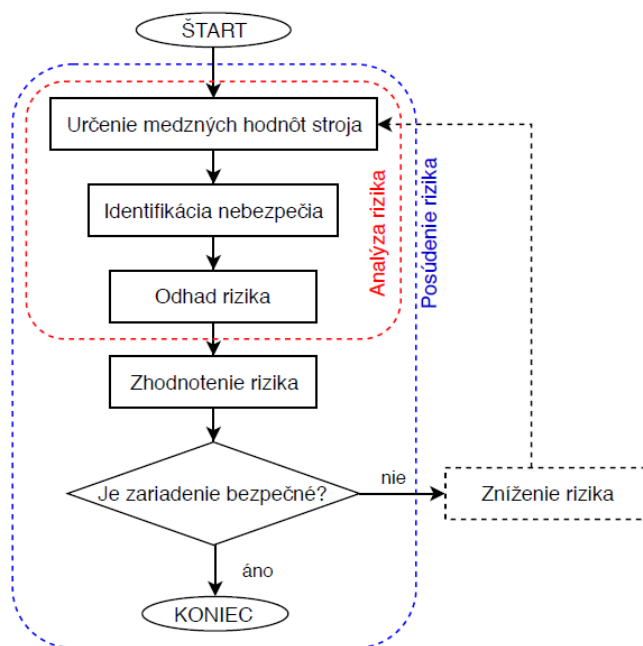 ŠTART
Určenie medzných hodnôt stroja
Identifikácia nebezpečia
Odhad rizika
Analýza rizika
Posúdenie rizika
Zhodnotenie rizika
Je zariadenie bezpečné?
nie
Zníženie rizika
áno
KONIEC